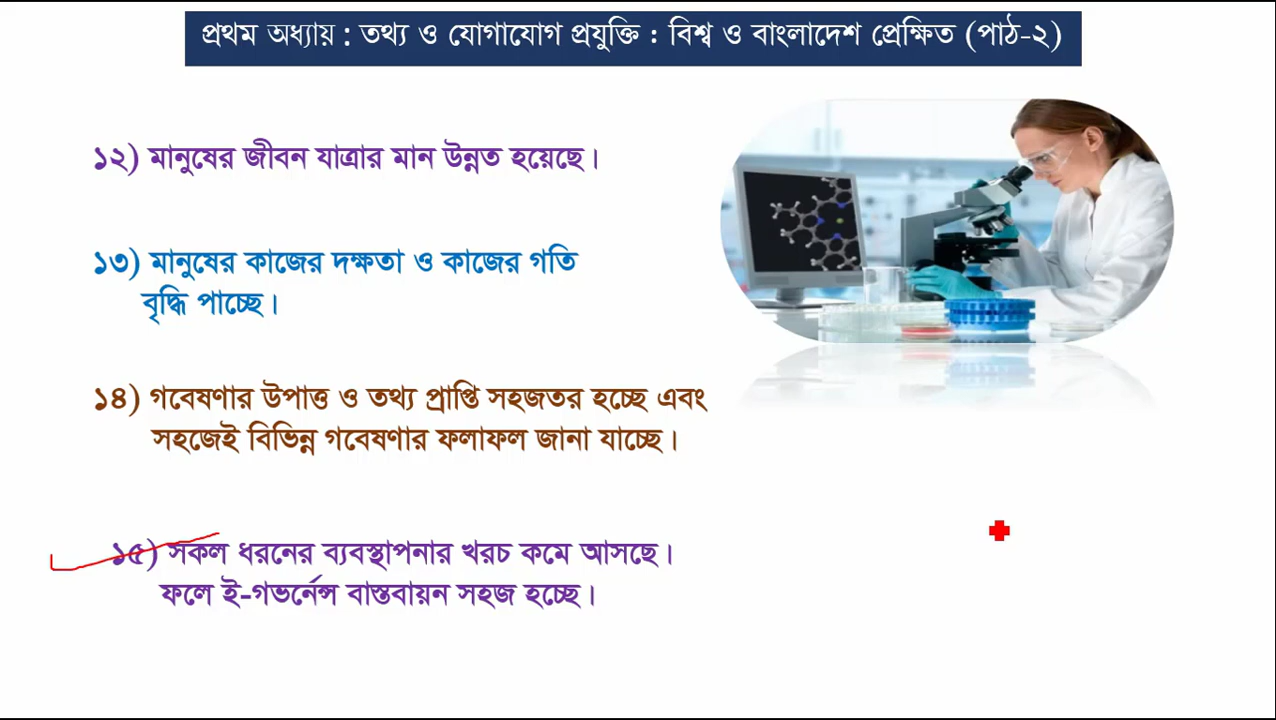 প্রথম অধ্যায় : তথ্য ও যোগাযোগ প্রযুক্তি : বিশ্ব ও বাংলাদেশ প্রেক্ষিত (পাঠ-২)
১২) মানুষের জীবন যাত্রার মান উন্নত হয়েছে।
১৩) মানুষের কাজের দক্ষতা ও কাজের গতি
বৃদ্ধি পাচ্ছে।
১৪) গবেষণার উপাত্ত ও তথ্য প্রাপ্তি সহজতর হচ্ছে এবং
সহজেই বিভিন্ন গবেষণার ফলাফল জানা যাচ্ছে।
১৫) সকল ধরনের ব্যবস্থাপনার খরচ কমে আসছে।
ফলে ই-গভর্নেন্স বাস্তবায়ন সহজ হচ্ছে।